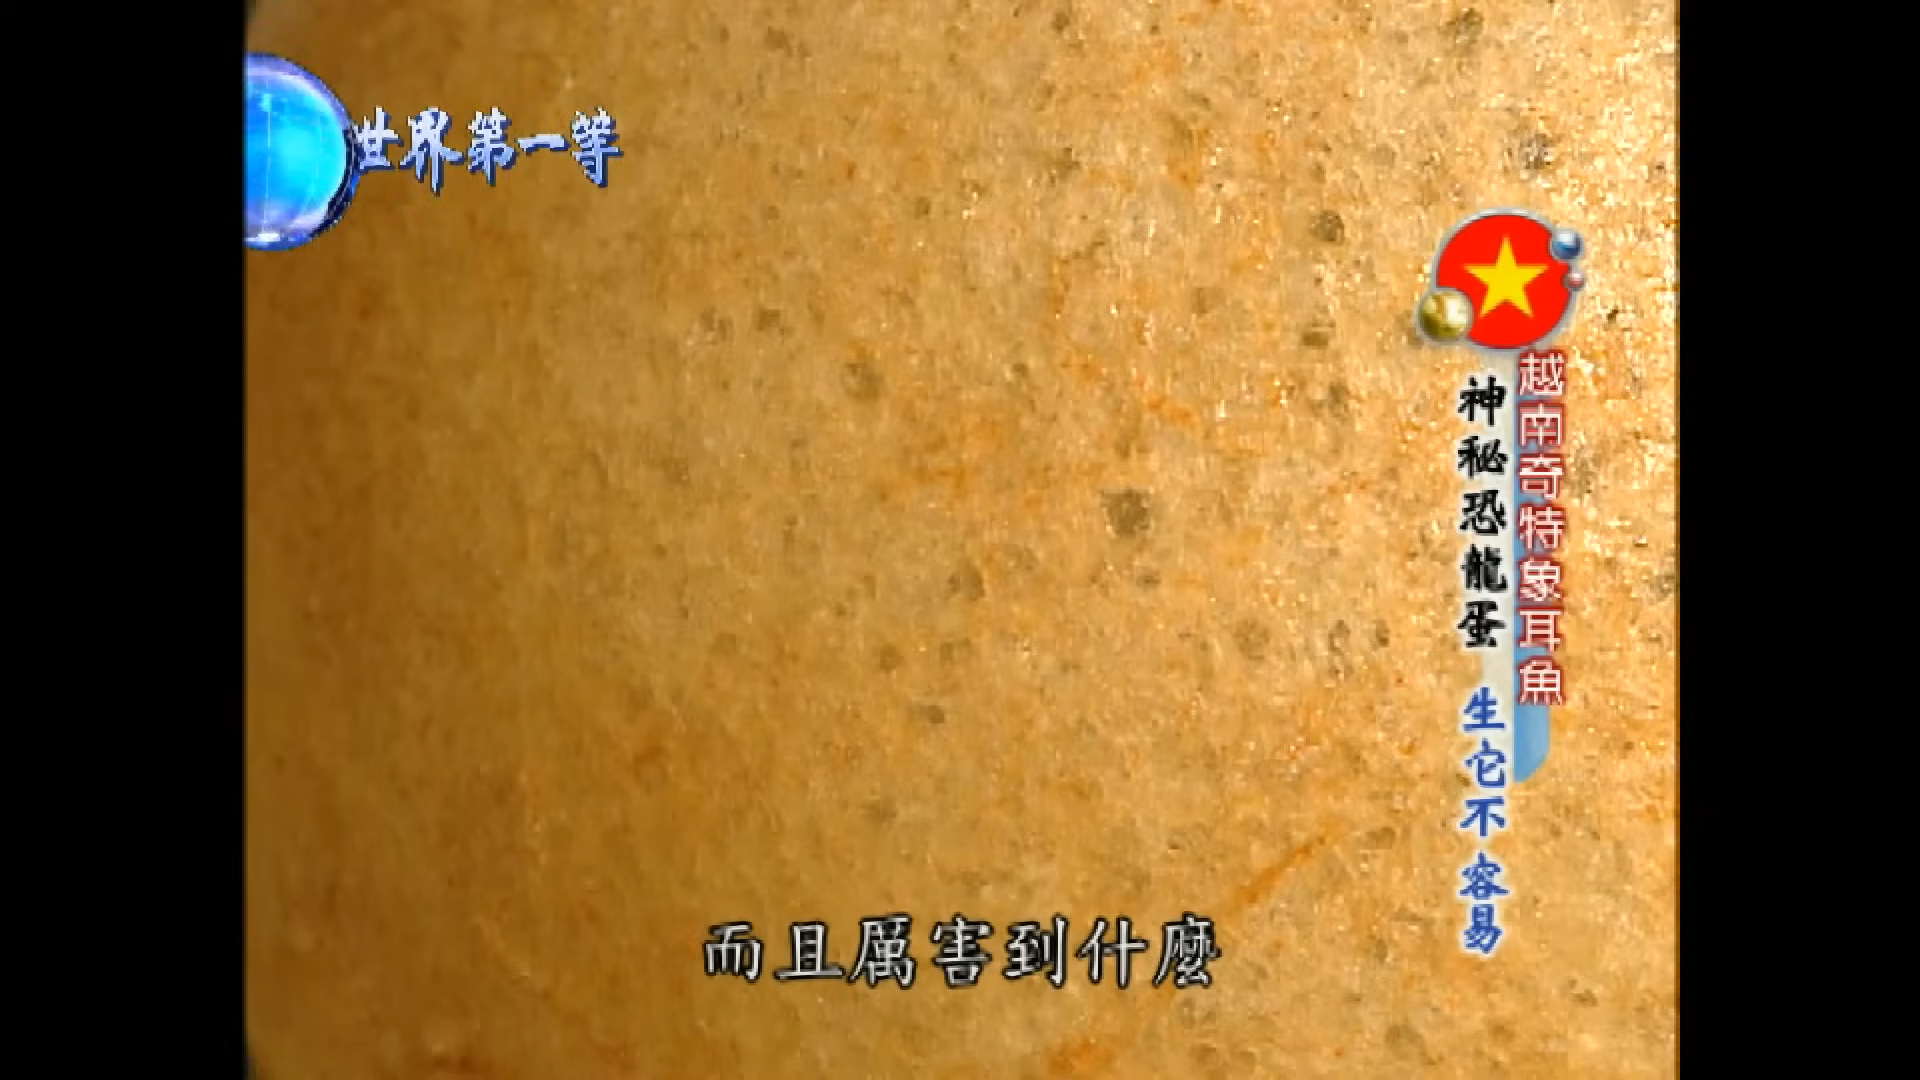 世界第一等
越南奇特象耳魚
神秘恐龍蛋 生它不容易
而且厲害到什麼